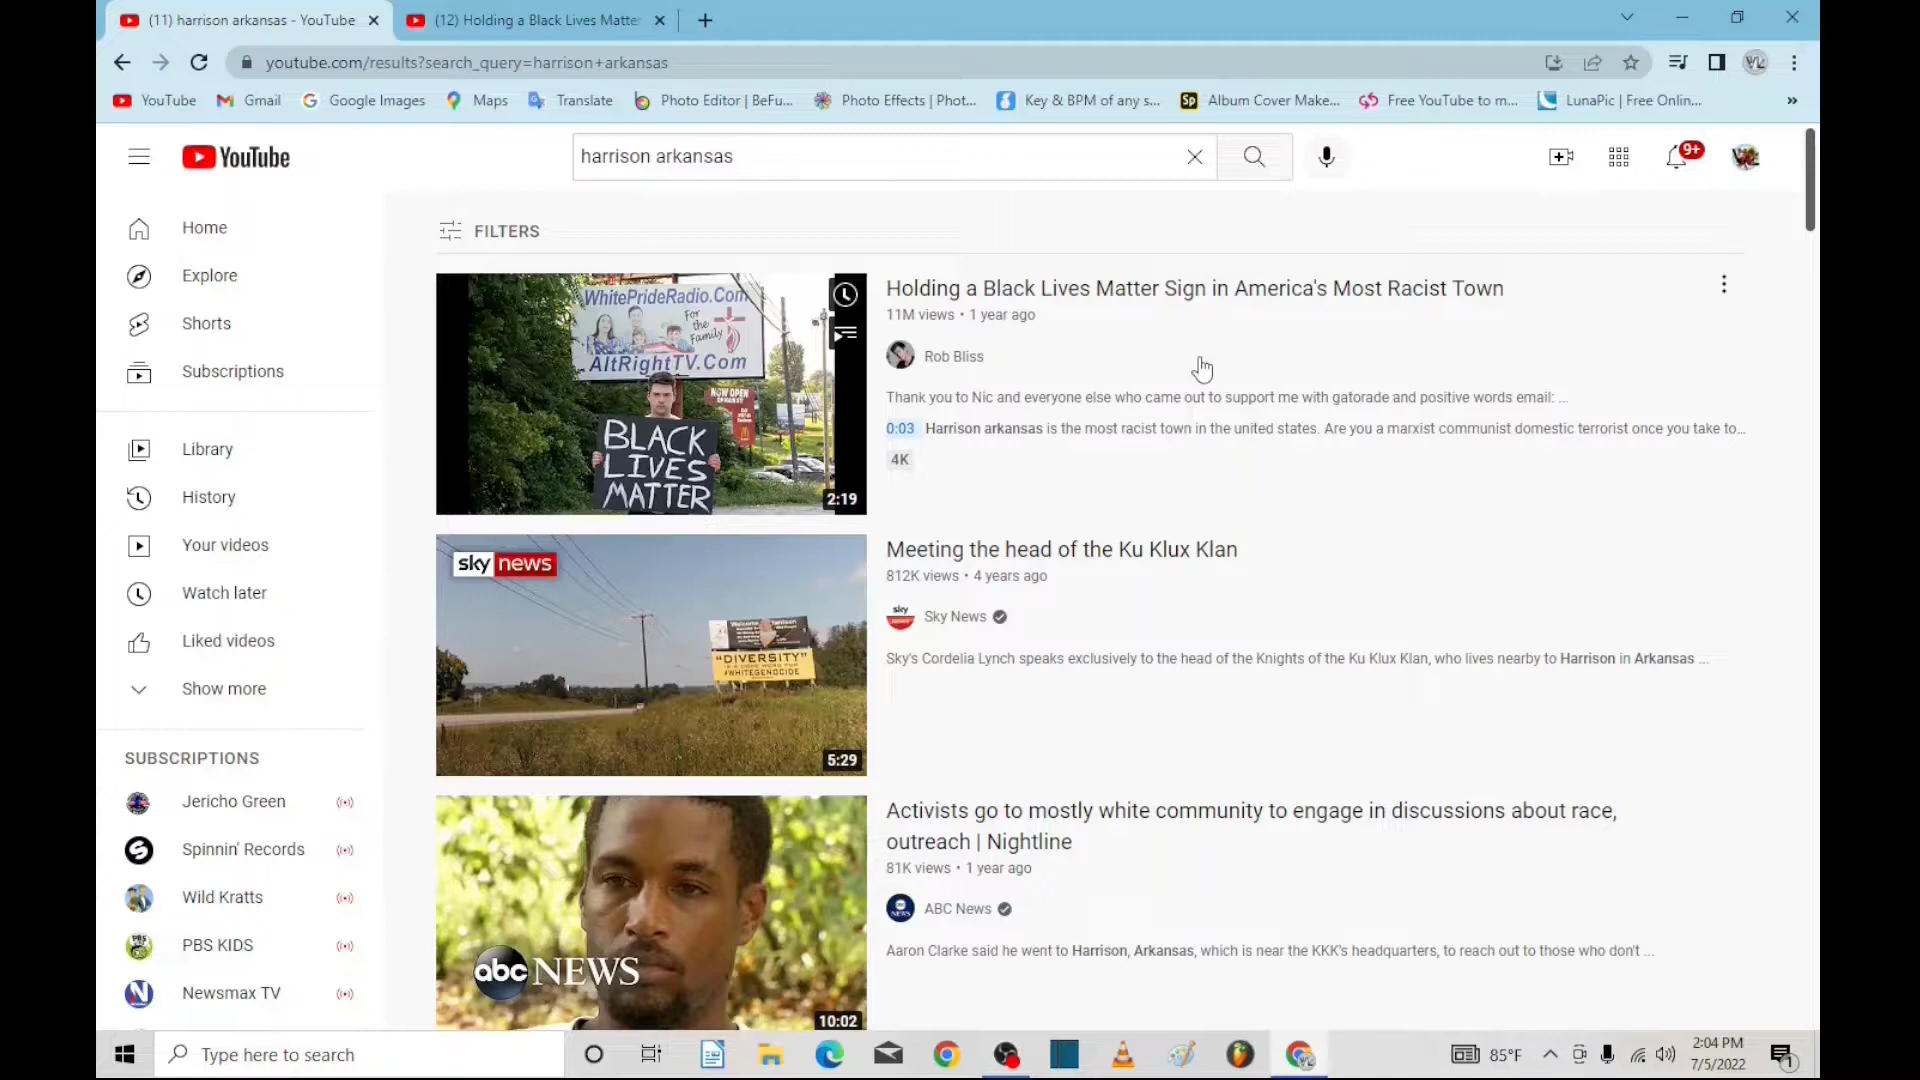 (11) harrison arkansas - YouTube
(12) Holding a Black Lives Matte
youtube.com/results?search_query=harrison+arkansas
YouTube
Gmail
Google Images
Maps
Translate
Photo Editor | BeFu...
Photo Effects | Phot...
Key & BPM of any s...
Sp
Album Cover Make...
Free YouTube to m...
LunaPic | Free Onlin...
»
YouTube
harrison arkansas
9+
Home
Explore
Shorts
Subscriptions
Library
History
Your videos
Watch later
Liked videos
Show more
SUBSCRIPTIONS
Jericho Green
Spinnin' Records
Wild Kratts
PBS KIDS
Newsmax TV
FILTERS
WhitePrideRadio.Com
For
the
Family
AltRightTV.Com
NOW OPEN
BLACK
LIVES
MATTER
2:19
Holding a Black Lives Matter Sign in America's Most Racist Town
11M views • 1 year ago
Rob Bliss
Thank you to Nic and everyone else who came out to support me with gatorade and positive words email: ...
0:03 Harrison arkansas is the most racist town in the united states. Are you a marxist communist domestic terrorist once you take to...
4K
sky news
"DIVERSITY"
IS A CODE WORD FOR
#WHITEGENOCIDE
5:29
Meeting the head of the Ku Klux Klan
812K views • 4 years ago
Sky News
Sky's Cordelia Lynch speaks exclusively to the head of the Knights of the Ku Klux Klan, who lives nearby to Harrison in Arkansas ...
abc NEWS
10:02
Activists go to mostly white community to engage in discussions about race,
outreach | Nightline
81K views • 1 year ago
ABC News
Aaron Clarke said he went to Harrison, Arkansas, which is near the KKK's headquarters, to reach out to those who don't ...
Type here to search
85°F
2:04 PM
7/5/2022
1